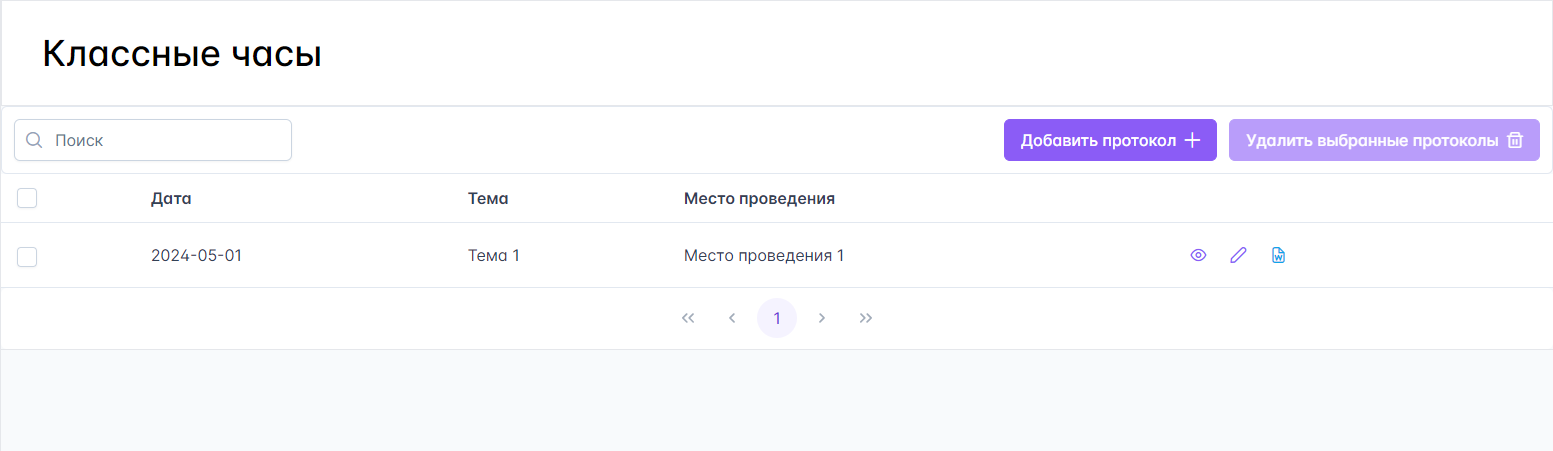 Классные часы
Поиск
Добавить протокол
Удалить выбранные протоколы
Дата Тема Место проведения
2024-05-01 Тема 1 Место проведения 1
1